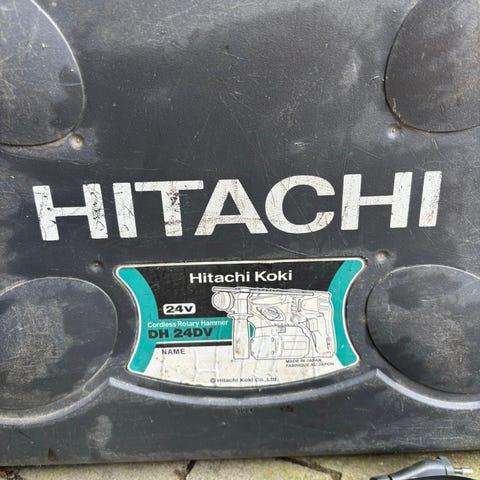 HITACHI
Hitachi Koki
24V
Cordless Rotary Hammer
DH 24DV
NAME
MADE IN JAPAN
FABRIQUE AU JAPON
© Hitachi Koki Co., Ltd.